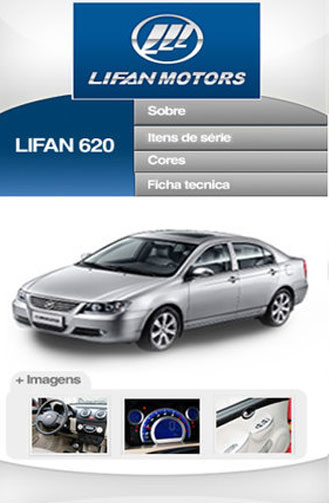 LIFAN MOTORS
LIFAN 620
Sobre
Itens de série
Cores
Ficha tecnica
+ Imagens